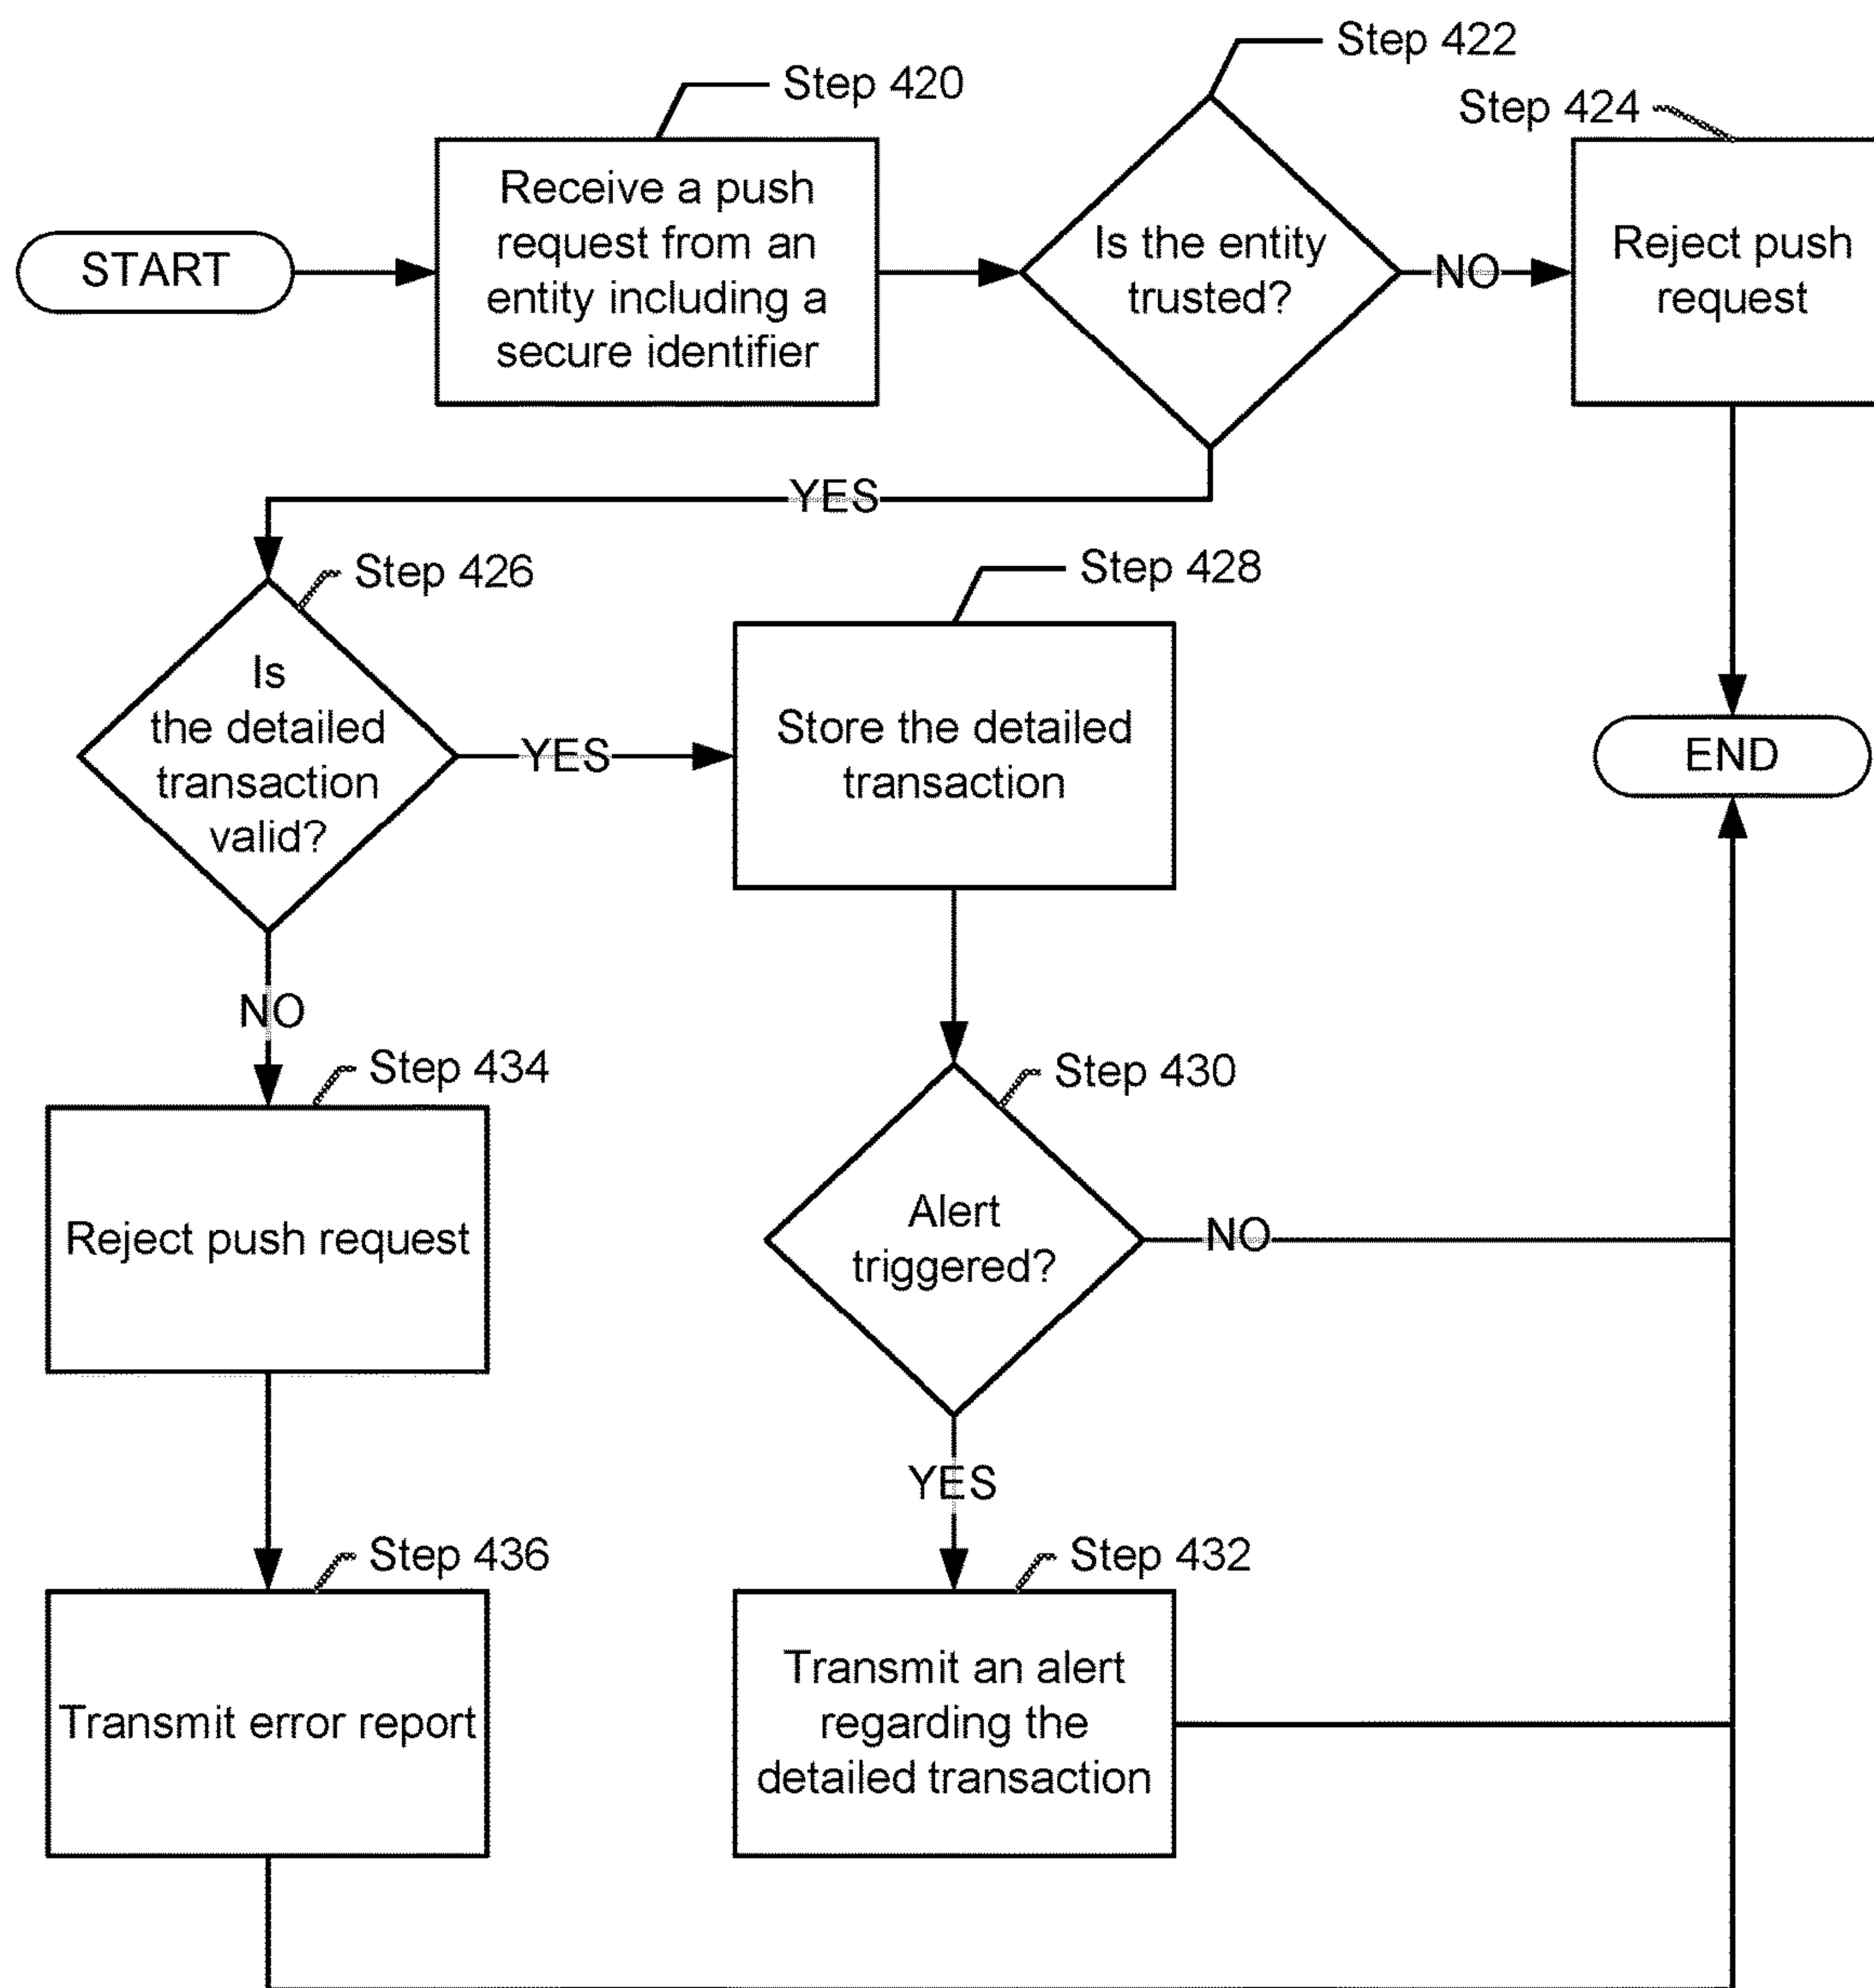 Step 420
Step 422
Step 424
START
Receive a push
request from an
entity including a
secure identifier
Is the entity
trusted?
NO
Reject push
request
YES
Step 426
Step 428
Is
the detailed
transaction
valid?
YES
Store the detailed
transaction
END
NO
Step 434
Step 430
Reject push request
Alert
triggered?
NO
YES
Step 436
Step 432
Transmit error report
Transmit an alert
regarding the
detailed transaction